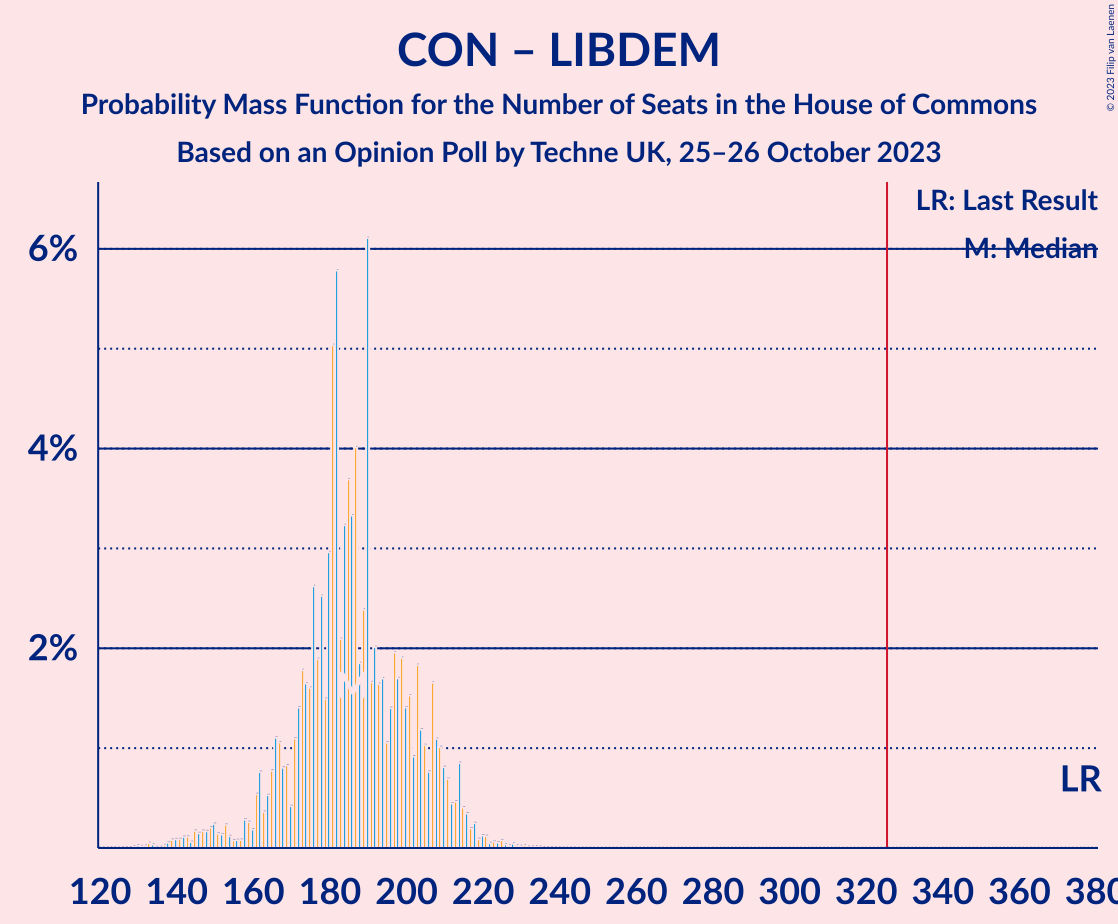 CON – LIBDEM
Probability Mass Function for the Number of Seats in the House of Commons
Based on an Opinion Poll by Techne UK, 25–26 October 2023
© 2023 Filip van Laenen
LR: Last Result
M: Median
6%
4%
2%
LR
120 140 160 180 200 220 240 260 280 300 320 340 360 380